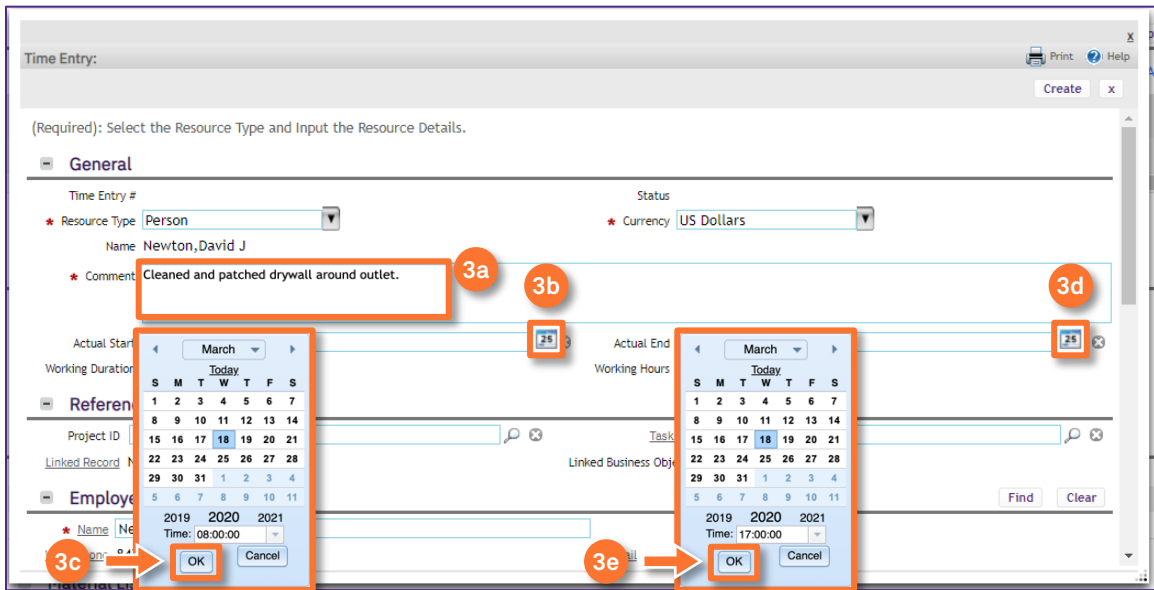 x
Time Entry:
Print Help
Create x
(Required): Select the Resource Type and Input the Resource Details.
General
Time Entry #
Status
* Resource Type Person
* Currency US Dollars
Name Newton,David J
* Comment Cleaned and patched drywall around outlet.
3a
3b
3d
Actual Start
25
Actual End
25
Working Duration
Working Hours
March
Today
S M T W T F S
1 2 3 4 5 6 7
8 9 10 11 12 13 14
15 16 17 18 19 20 21
22 23 24 25 26 27 28
29 30 31 1 2 3 4
5 6 7 8 9 10 11
2019 2020 2021
Time: 08:00:00
OK Cancel
3c
March
Today
S M T W T F S
1 2 3 4 5 6 7
8 9 10 11 12 13 14
15 16 17 18 19 20 21
22 23 24 25 26 27 28
29 30 31 1 2 3 4
5 6 7 8 9 10 11
2019 2020 2021
Time: 17:00:00
OK Cancel
3e
Referen
Project ID
Task
Linked Record N
Linked Business Obje
Employe
Find Clear
* Name Ne